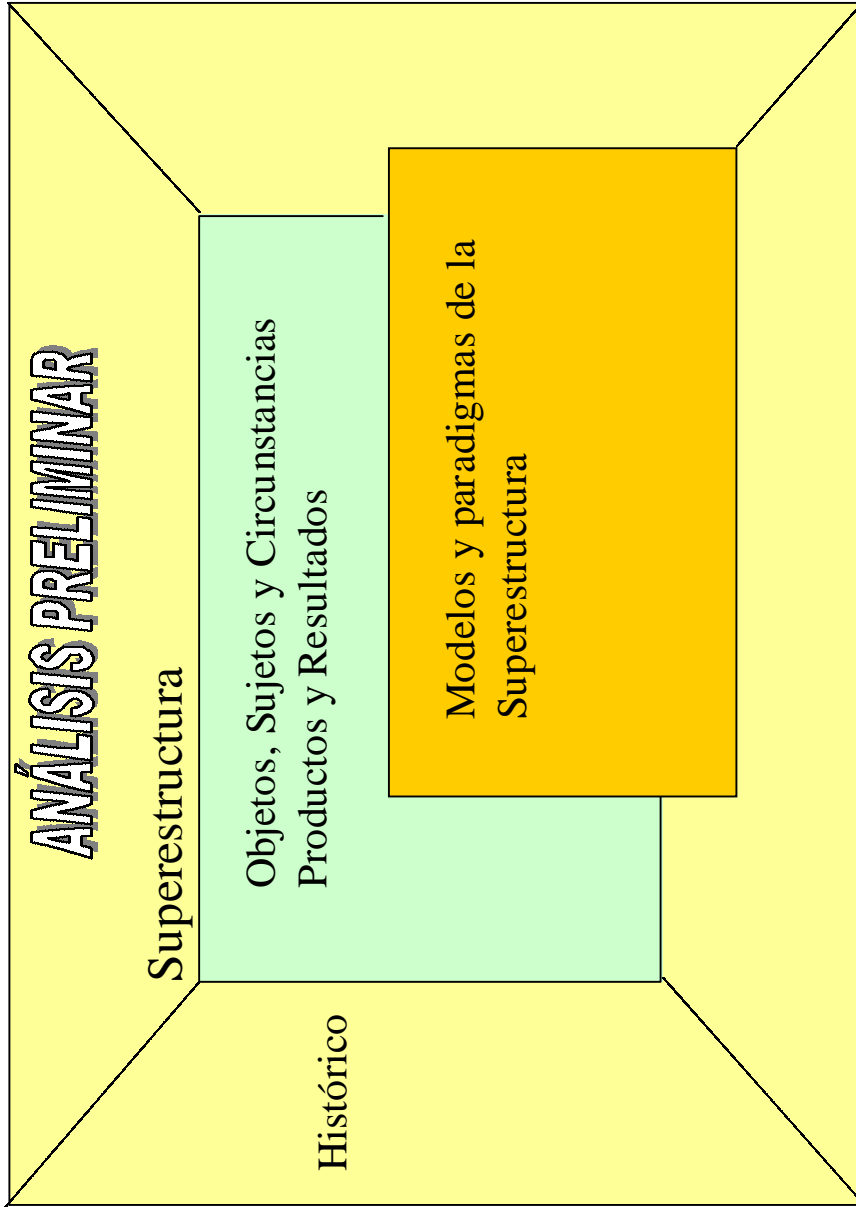 ANÁLISIS PRELIMINAR
Superestructura
Histórico
Objetos, Sujetos y Circunstancias
Productos y Resultados
Modelos y paradigmas de la
Superestructura